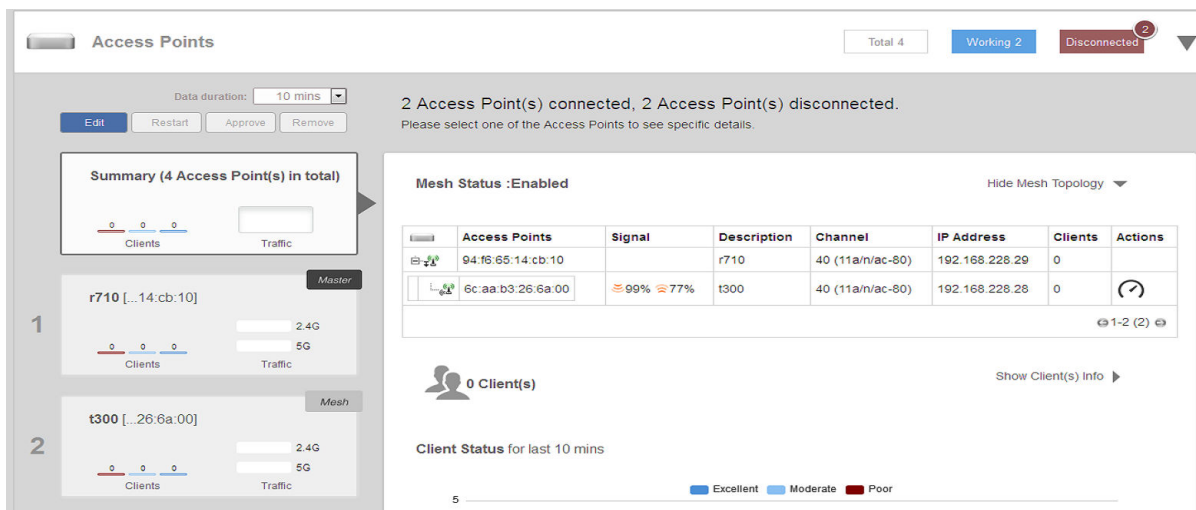 Access Points
Total 4
Working 2
Disconnected
2
Data duration: 10 mins
Edit Restart Approve Remove
Summary (4 Access Point(s) in total)
0 0 0
Clients Traffic
1
Master
r710 [...14:cb:10]
2.4G
0 0 0 5G
Clients Traffic
2
Mesh
t300 [...26:6a:00]
2.4G
0 0 0 5G
Clients Traffic
2 Access Point(s) connected, 2 Access Point(s) disconnected.
Please select one of the Access Points to see specific details.
Mesh Status :Enabled
Hide Mesh Topology
Access Points Signal Description Channel IP Address Clients Actions
94:f6:65:14:cb:10 r710 40 (11a/n/ac-80) 192.168.228.29 0
6c:aa:b3:26:6a:00 99% 77% t300 40 (11a/n/ac-80) 192.168.228.28 0
1-2 (2)
0 Client(s)
Show Client(s) Info
Client Status for last 10 mins
Excellent Moderate Poor
5